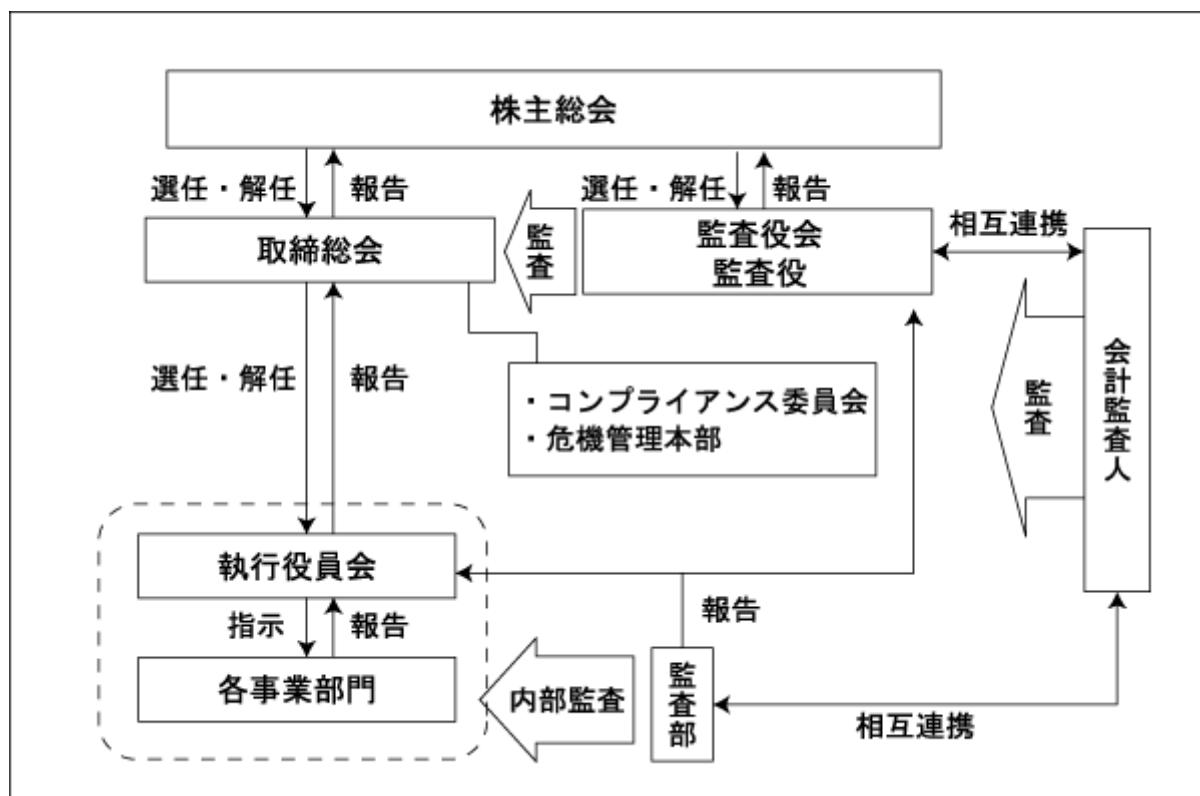 株主総会
選任・解任
報告
選任・解任
報告
取締総会
監査
監査役会
監査役
相互連携
会計監査人
監査
選任・解任
報告
・コンプライアンス委員会
・危機管理本部
執行役員会
指示
報告
各事業部門
内部監査
監査部
報告
相互連携